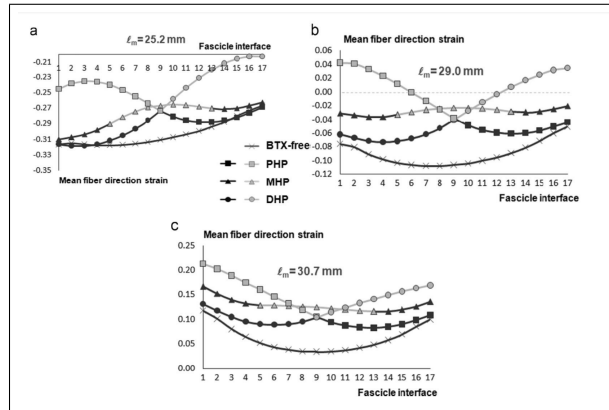 a
ℓm=25.2 mm
Fascicle interface
-0.21
1 2 3 4 5 6 7 8 9 10 11 12 13 14 15 16 17
-0.23
-0.25
-0.27
-0.29
-0.31
-0.33
-0.35
Mean fiber direction strain
BTX-free
PHP
MHP
DHP
b
Mean fiber direction strain
0.06
0.04
0.02
0.00
-0.02
-0.04
-0.06
-0.08
-0.10
-0.12
ℓm=29.0 mm
1 2 3 4 5 6 7 8 9 10 11 12 13 14 15 16 17
Fascicle interface
c
Mean fiber direction strain
0.25
0.20
0.15
0.10
0.05
0.00
ℓm=30.7 mm
1 2 3 4 5 6 7 8 9 10 11 12 13 14 15 16 17
Fascicle interface